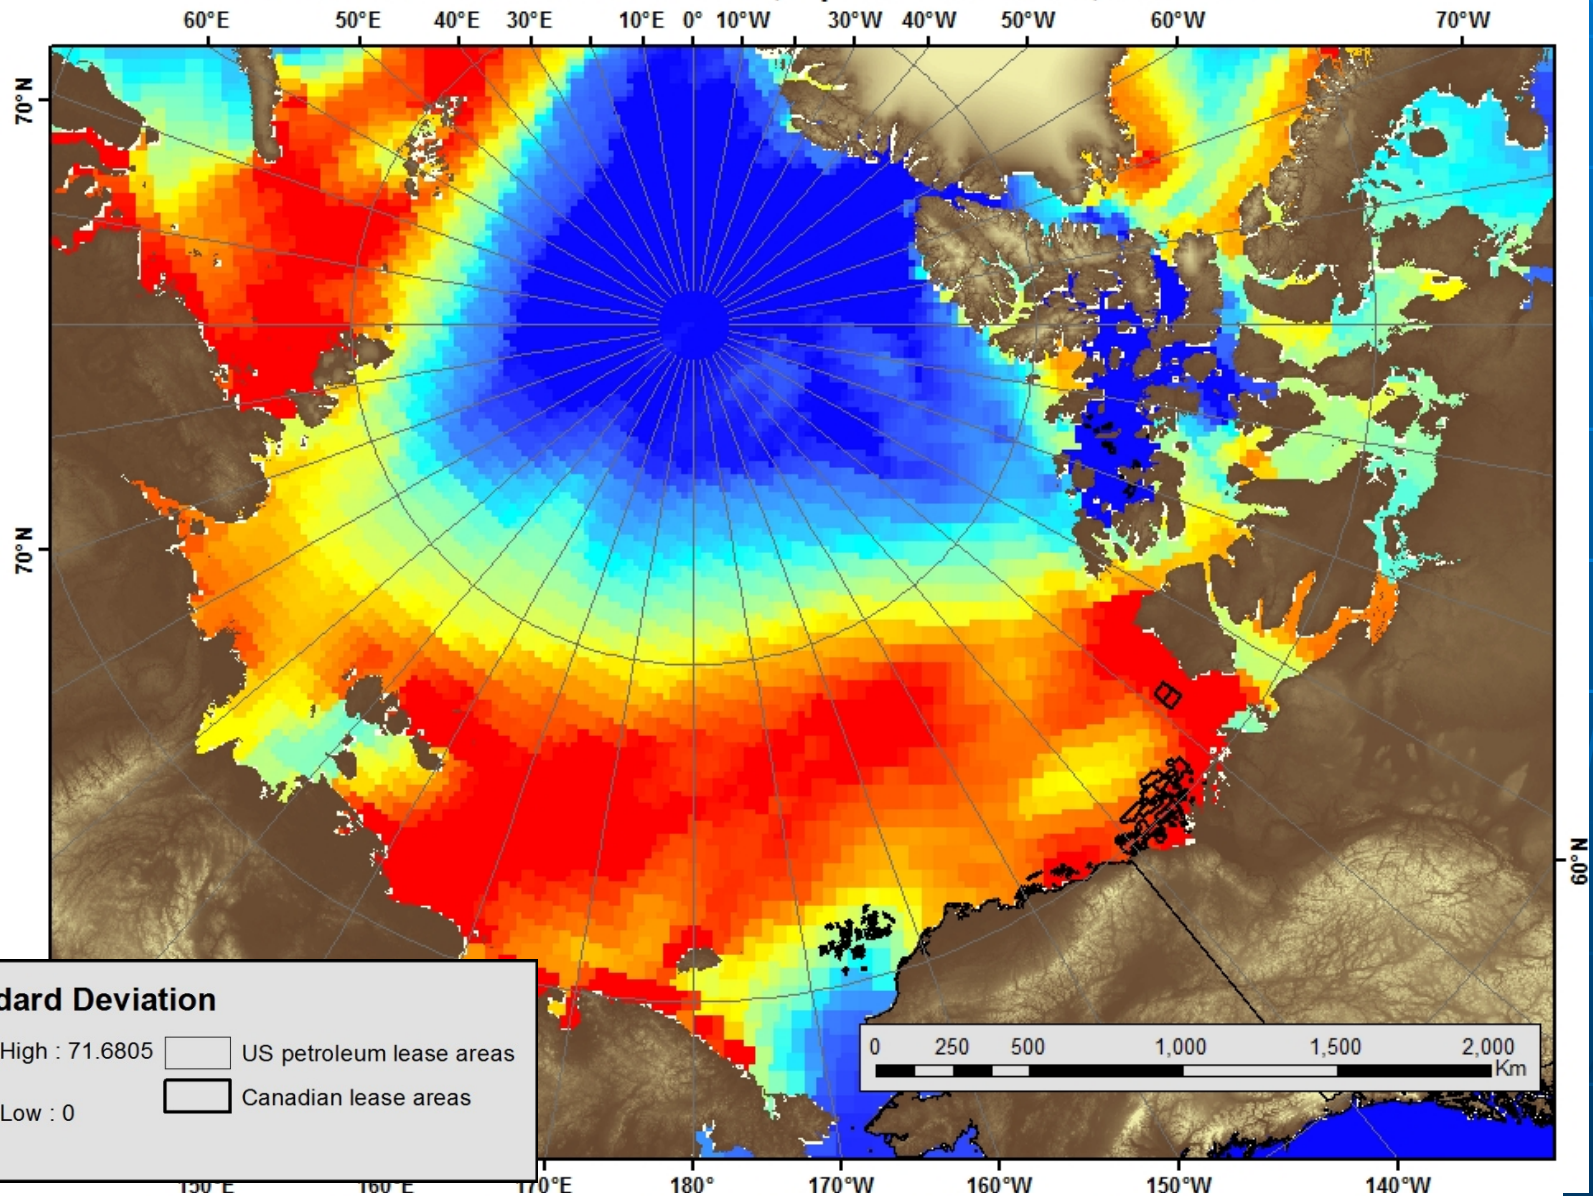 60°E 50°E 40°E 30°E 10°E 0° 10°W 30°W 40°W 50°W 60°W 70°W
70°N
70°N
60°N
dard Deviation
High : 71.6805
US petroleum lease areas
Canadian lease areas
Low : 0
0 250 500 1,000 1,500 2,000
Km
150°E 160°E 170°E 180° 170°W 160°W 150°W 140°W